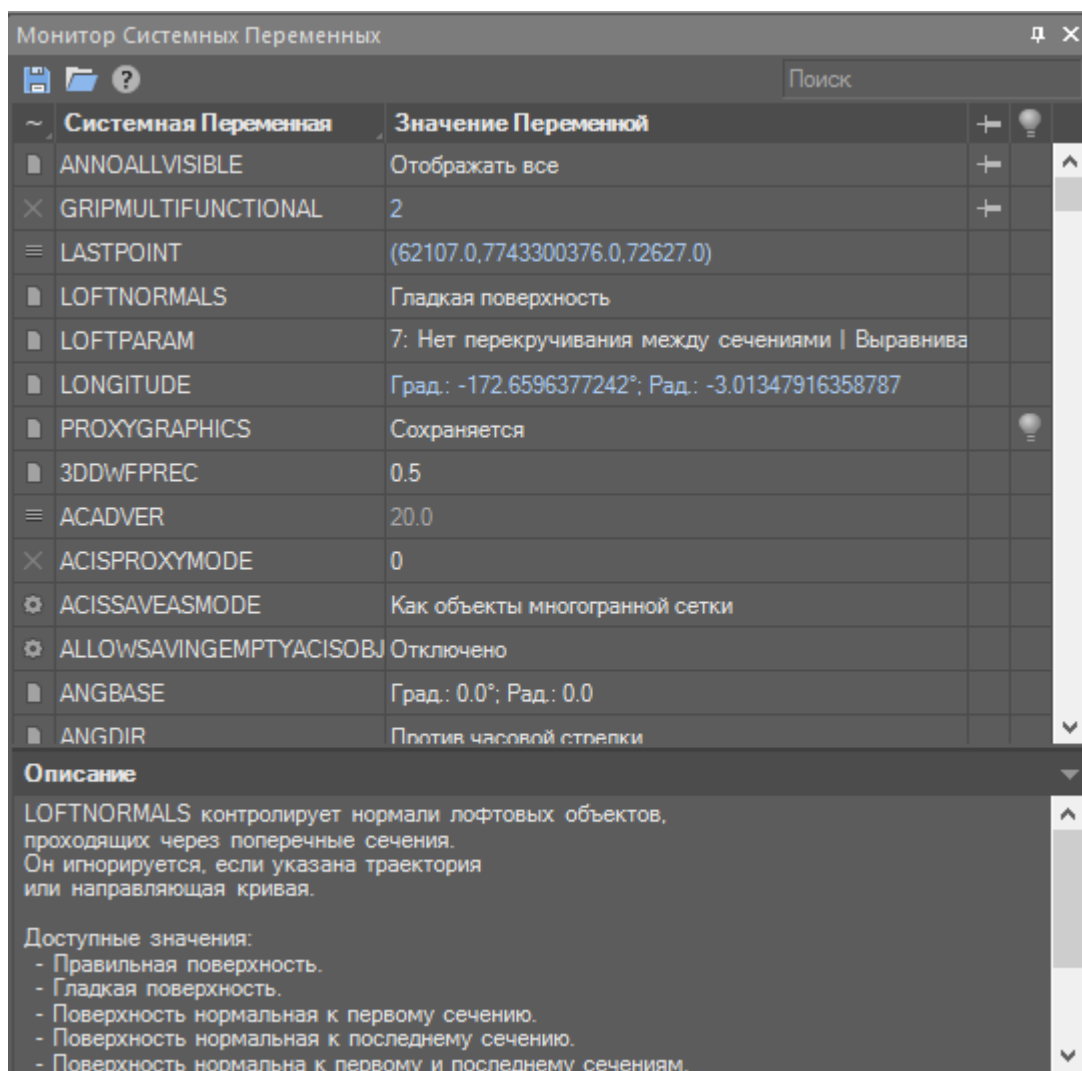 Монитор Системных Переменных
Поиск
~ Системная Переменная Значение Переменной
ANNOALLVISIBLE Отображать все
GRIPMULTIFUNCTIONAL 2
LASTPOINT (62107.0,7743300376.0,72627.0)
LOFTNORMALS Гладкая поверхность
LOFTPARAM 7: Нет перекручивания между сечениями | Выравнива
LONGITUDE Град.: -172.6596377242°; Рад.: -3.01347916358787
PROXYGRAPHICS Сохраняется
3DDWFPREC 0.5
ACADVER 20.0
ACISPROXYMODE 0
ACISSAVEASMODE Как объекты многогранной сетки
ALLOWSAVINGEMPTYACISOBJ Отключено
ANGBASE Град.: 0.0°; Рад.: 0.0
ANGDIR Против часовой стрелки
Описание
LOFTNORMALS контролирует нормали лофтовых объектов,
проходящих через поперечные сечения.
Он игнорируется, если указана траектория
или направляющая кривая.
Доступные значения:
- Правильная поверхность.
- Гладкая поверхность.
- Поверхность нормальная к первому сечению.
- Поверхность нормальная к последнему сечению.
- Поверхность нормальна к первому и последнему сечениям.